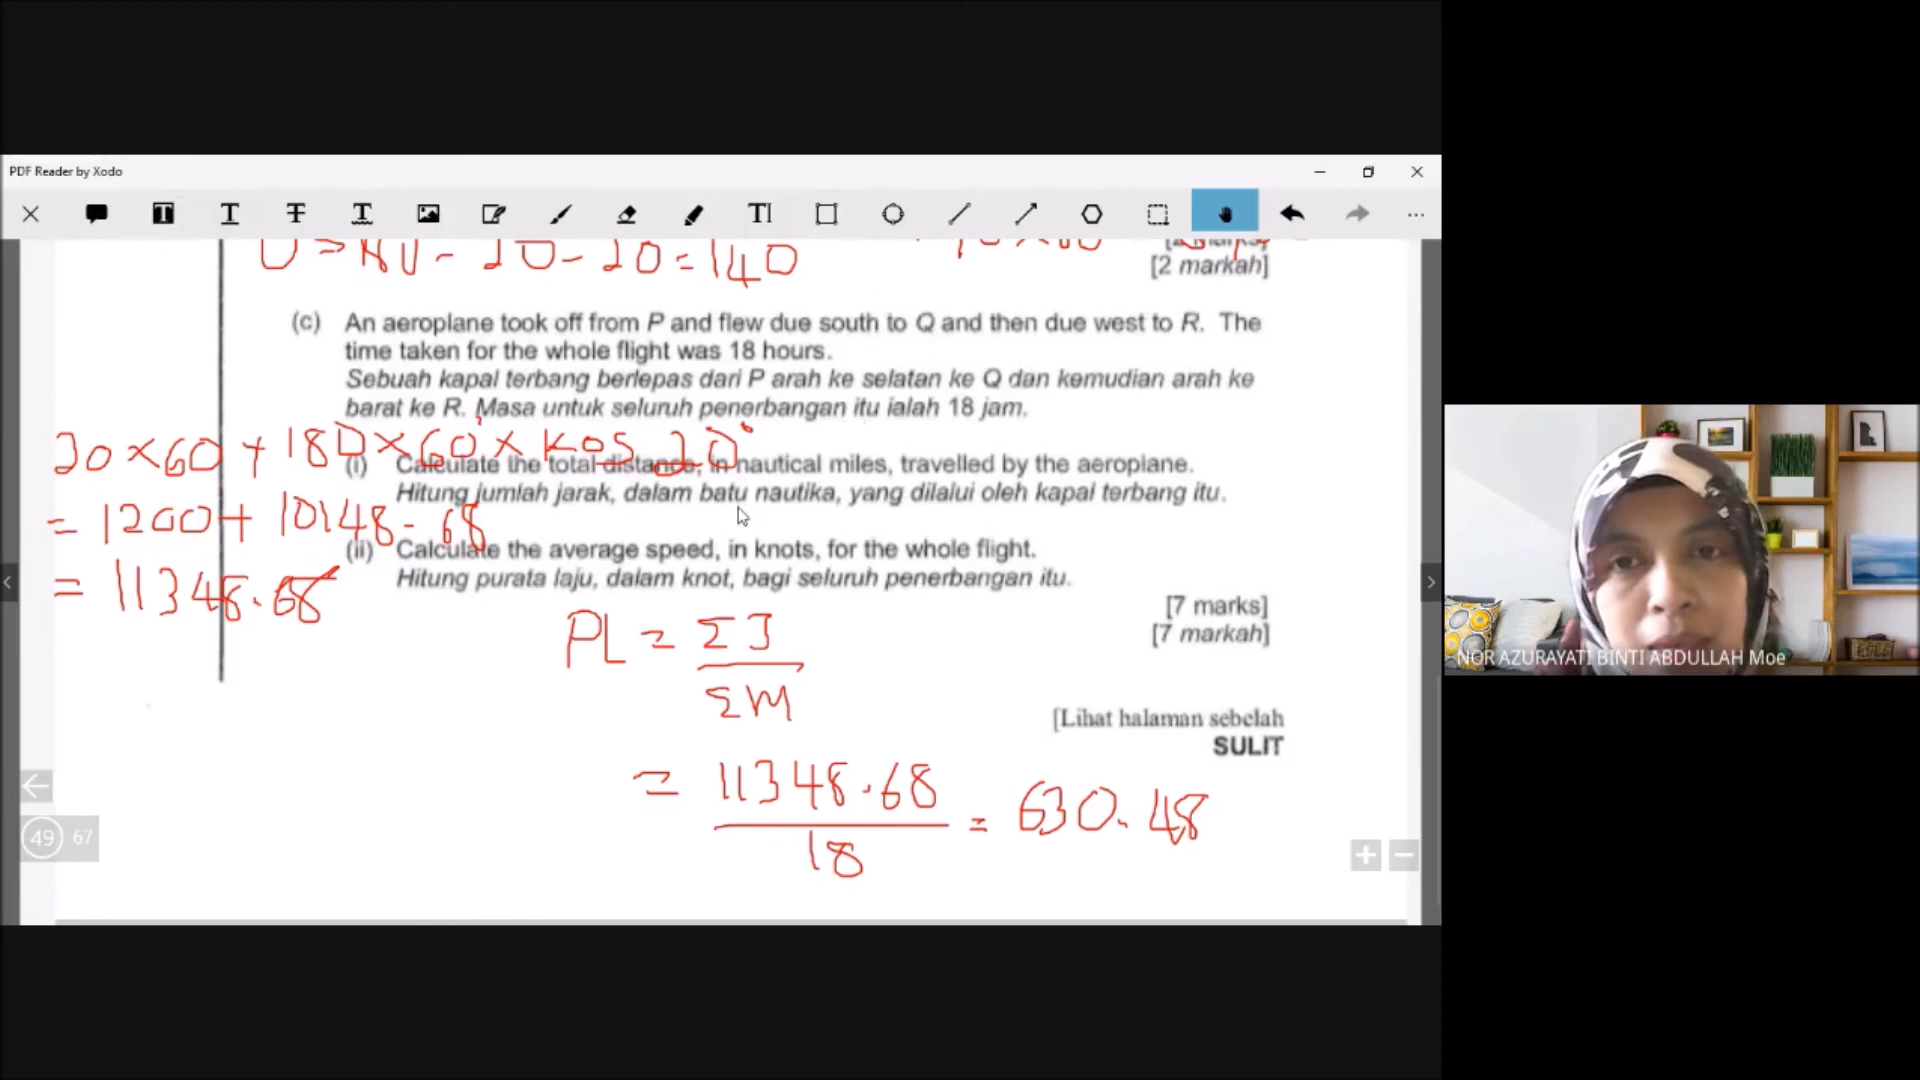 PDF Reader by Xodo
= 140
[2 marks]
[2 markah]
(c) An aeroplane took off from P and flew due south to Q and then due west to R. The
time taken for the whole flight was 18 hours.
Sebuah kapal terbang berlepas dari P arah ke selatan ke Q dan kemudian arah ke
barat ke R. Masa untuk seluruh penerbangan itu ialah 18 jam.
20 × 60 + 180 × 60 × kos 20°
(i) Calculate the total distance, in nautical miles, travelled by the aeroplane.
Hitung jumlah jarak, dalam batu nautika, yang dilalui oleh kapal terbang itu.
= 1200 + 10148.68
(ii) Calculate the average speed, in knots, for the whole flight.
Hitung purata laju, dalam knot, bagi seluruh penerbangan itu.
= 11348.68
[7 marks]
[7 markah]
PL = ΣJ
ΣM
[Lihat halaman sebelah
SULIT
= 11348.68 = 630.48
18
49 67
NOR AZURAYATI BINTI ABDULLAH Moe